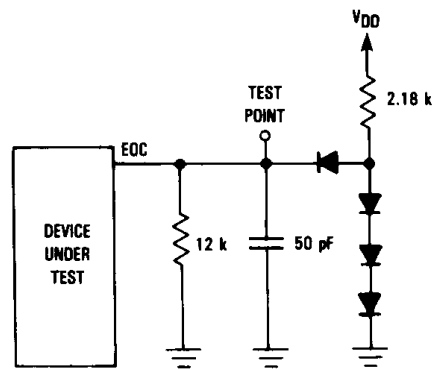 VDD
2.18 k
TEST
POINT
EOC
DEVICE
UNDER
TEST
12 k
50 pF